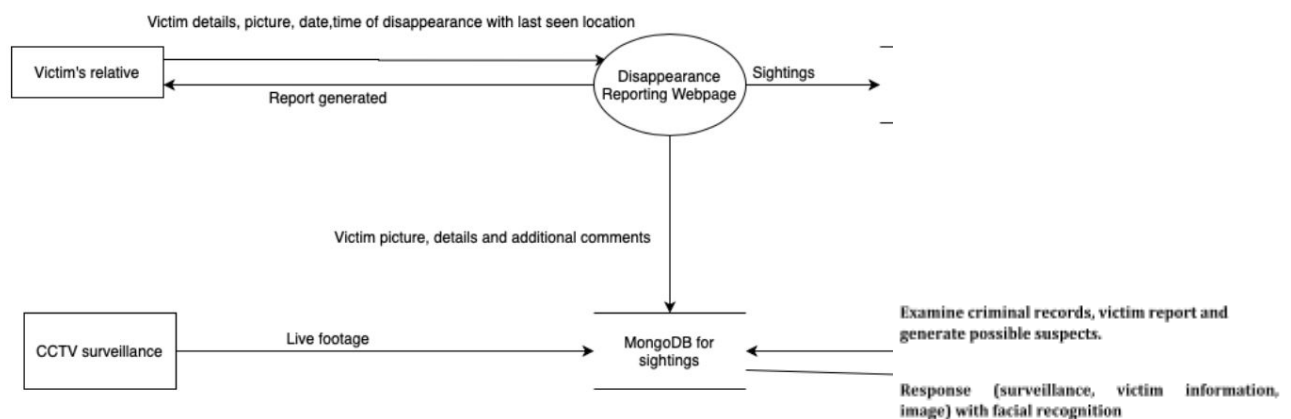 Victim details, picture, date,time of disappearance with last seen location
Victim's relative
Disappearance
Reporting Webpage
Sightings
Report generated
Victim picture, details and additional comments
CCTV surveillance
Live footage
MongoDB for
sightings
Examine criminal records, victim report and
generate possible suspects.
Response (surveillance, victim information,
image) with facial recognition